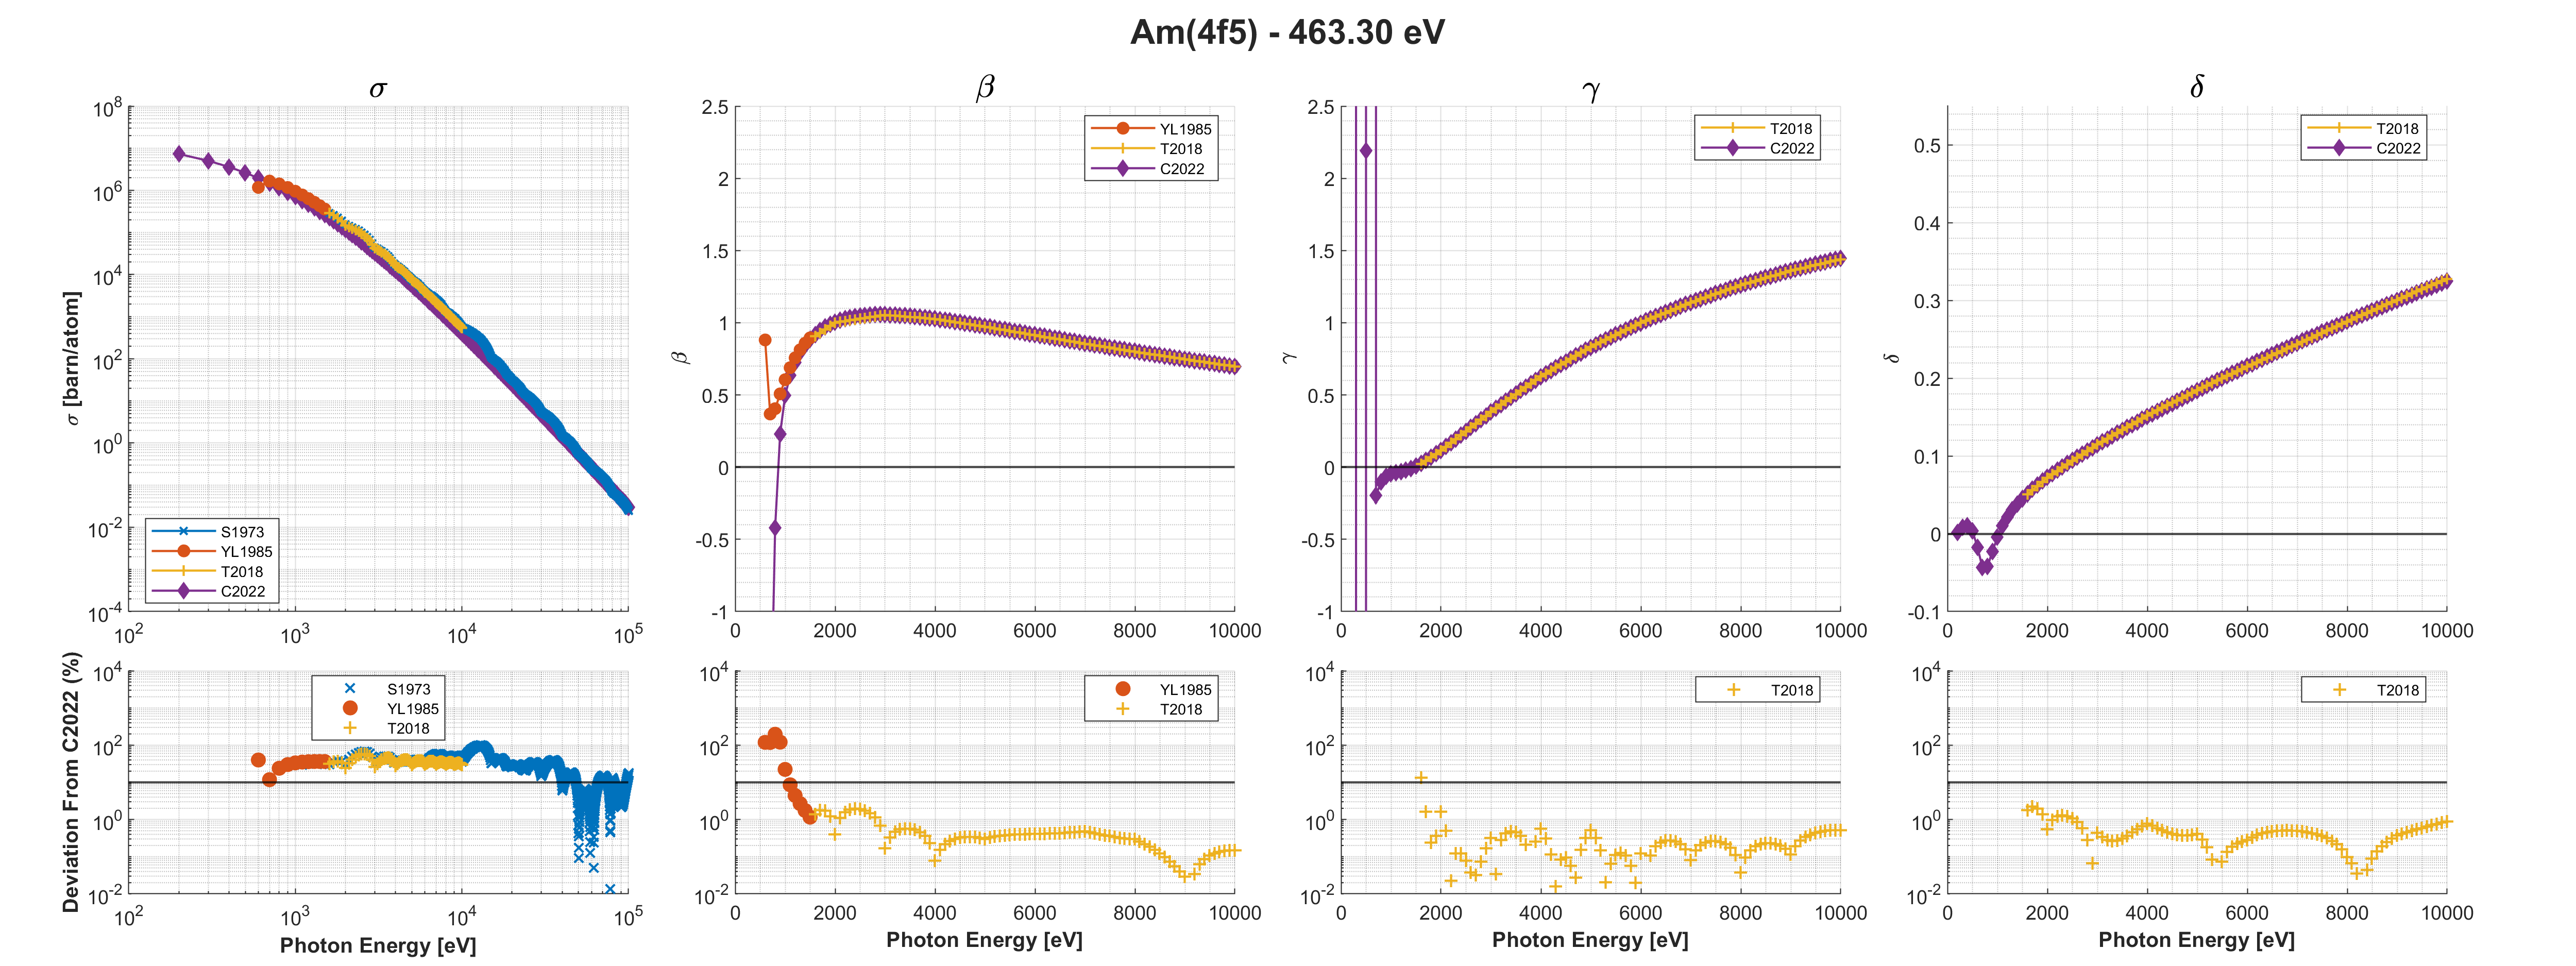 Am(4f5) - 463.30 eV
σ
σ [barn/atom]
10^8
10^6
10^4
10^2
10^0
10^-2
10^-4
S1973
YL1985
T2018
C2022
10^2
10^3
10^4
10^5
β
β
2.5
2
1.5
1
0.5
0
-0.5
-1
YL1985
T2018
C2022
0
2000
4000
6000
8000
10000
γ
γ
2.5
2
1.5
1
0.5
0
-0.5
-1
T2018
C2022
0
2000
4000
6000
8000
10000
δ
δ
0.5
0.4
0.3
0.2
0.1
0
-0.1
T2018
C2022
0
2000
4000
6000
8000
10000
Deviation From C2022 (%)
10^4
10^2
10^0
10^-2
S1973
YL1985
T2018
10^2
10^3
10^4
10^5
Photon Energy [eV]
10^4
10^2
10^0
10^-2
YL1985
T2018
0
2000
4000
6000
8000
10000
Photon Energy [eV]
10^4
10^2
10^0
10^-2
T2018
0
2000
4000
6000
8000
10000
Photon Energy [eV]
10^4
10^2
10^0
10^-2
T2018
0
2000
4000
6000
8000
10000
Photon Energy [eV]